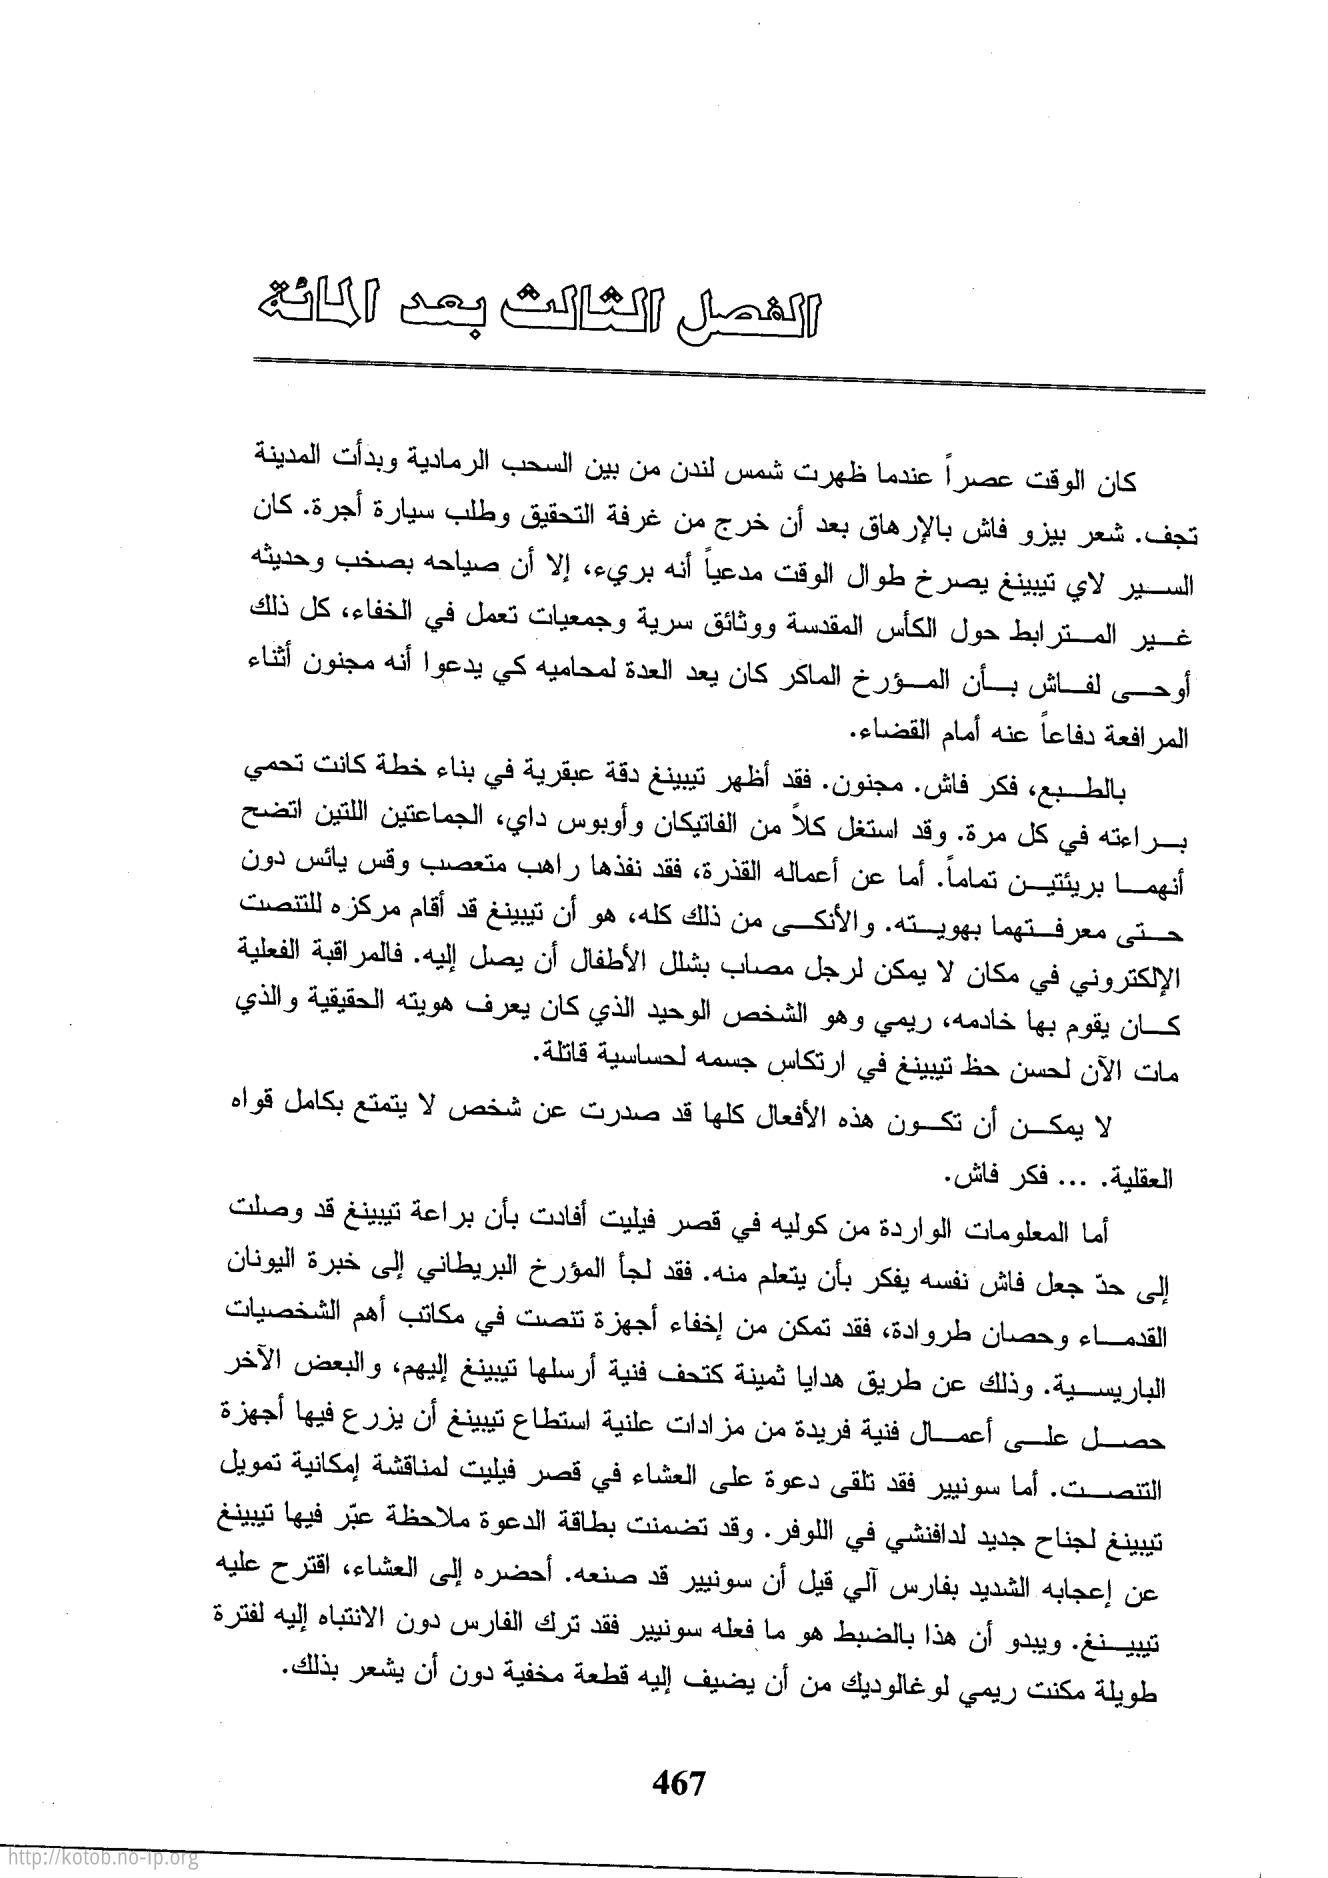 الفصل الثالث بعد المائة
كان الوقت عصراً عندما ظهرت شمس لندن من بين السحب الرمادية وبدأت المدينة
تجف. شعر بيزو فاش بالإرهاق بعد أن خرج من غرفة التحقيق وطلب سيارة أجرة. كان
السير لاي تيبينغ يصرخ طوال الوقت مدعياً أنه بريء، إلا أن صياحه بصخب وحديثه
غير المترابط حول الكأس المقدسة ووثائق سرية وجمعيات تعمل في الخفاء، كل ذلك
أوحى لفاش بأن المؤرخ الماكر كان يعد العدة لمحاميه كي يدعوا أنه مجنون أثناء
المرافعة دفاعاً عنه أمام القضاء.
بالطبع، فكر فاش. مجنون. فقد أظهر تيبينغ دقة عبقرية في بناء خطة كانت تحمي
براءته في كل مرة. وقد استغل كلاً من الفاتيكان وأوبوس داي، الجماعتين اللتين اتضح
أنهما بريئتين تماماً. أما عن أعماله القذرة، فقد نفذها راهب متعصب وقس يائس دون
حتى معرفتهما بهويته. والأنكى من ذلك كله، هو أن تيبينغ قد أقام مركزه للتنصت
الإلكتروني في مكان لا يمكن لرجل مصاب بشلل الأطفال أن يصل إليه. فالمراقبة الفعلية
كان يقوم بها خادمه، ريمي وهو الشخص الوحيد الذي كان يعرف هويته الحقيقية والذي
مات الآن لحسن حظ تيبينغ في ارتكاس جسمه لحساسية قاتلة.
لا يمكن أن تكون هذه الأفعال كلها قد صدرت عن شخص لا يتمتع بكامل قواه
العقلية. ... فكر فاش.
أما المعلومات الواردة من كوليه في قصر فيليت أفادت بأن براعة تيبينغ قد وصلت
إلى حدّ جعل فاش نفسه يفكر بأن يتعلم منه. فقد لجأ المؤرخ البريطاني إلى خبرة اليونان
القدماء وحصان طروادة، فقد تمكن من إخفاء أجهزة تنصت في مكاتب أهم الشخصيات
الباريسية. وذلك عن طريق هدايا ثمينة كتحف فنية أرسلها تيبينغ إليهم، والبعض الآخر
حصل على أعمال فنية فريدة من مزادات علنية استطاع تيبينغ أن يزرع فيها أجهزة
التنصت. أما سونيير فقد تلقى دعوة على العشاء في قصر فيليت لمناقشة إمكانية تمويل
تيبينغ لجناح جديد لدافنشي في اللوفر. وقد تضمنت بطاقة الدعوة ملاحظة عبّر فيها تيبينغ
عن إعجابه الشديد بفارس آلي قيل أن سونيير قد صنعه. أحضره إلى العشاء، اقترح عليه
تيبينغ. ويبدو أن هذا بالضبط هو ما فعله سونيير فقد ترك الفارس دون الانتباه إليه لفترة
طويلة مكنت ريمي لوغالوديك من أن يضيف إليه قطعة مخفية دون أن يشعر بذلك.
467
http://kotob.no-ip.org